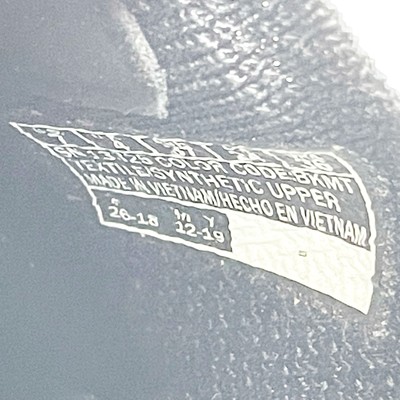 COLOR CODE:BKMT
TEXTILE/SYNTHETIC UPPER
MADE IN VIETNAM/HECHO EN VIETNAM
F M Y
26-18 12-19